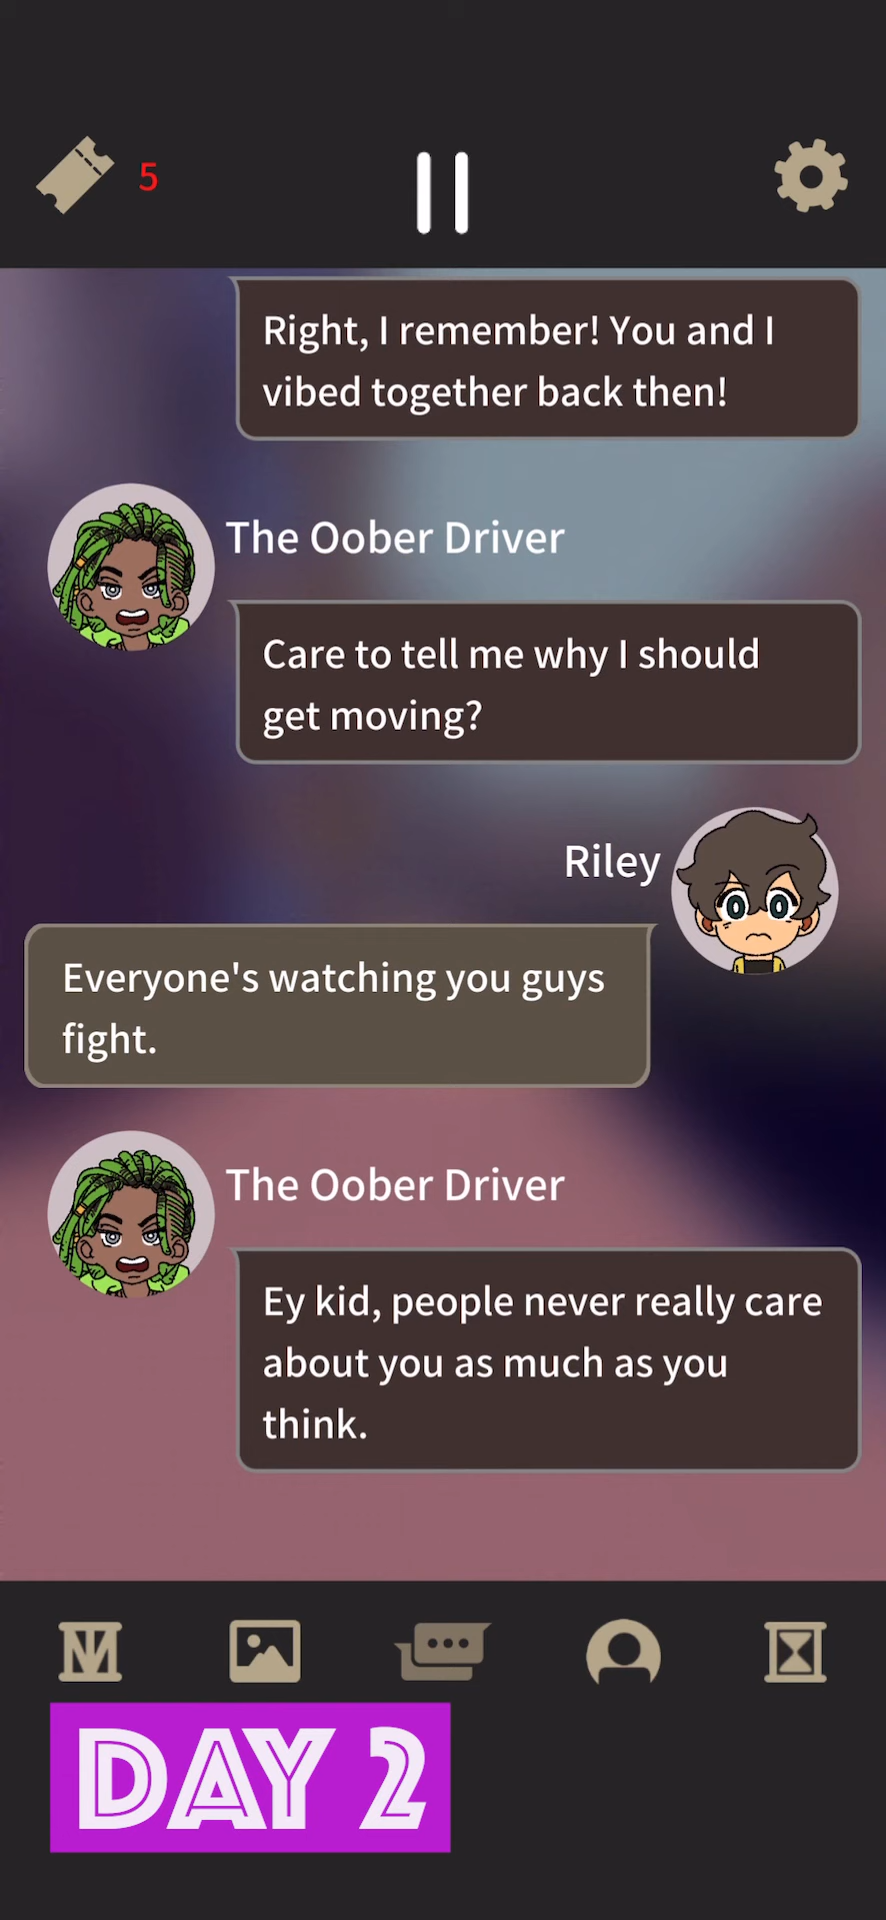 5
Right, I remember! You and I
vibed together back then!
The Oober Driver
Care to tell me why I should
get moving?
Riley
Everyone's watching you guys
fight.
The Oober Driver
Ey kid, people never really care
about you as much as you
think.
DAY 2